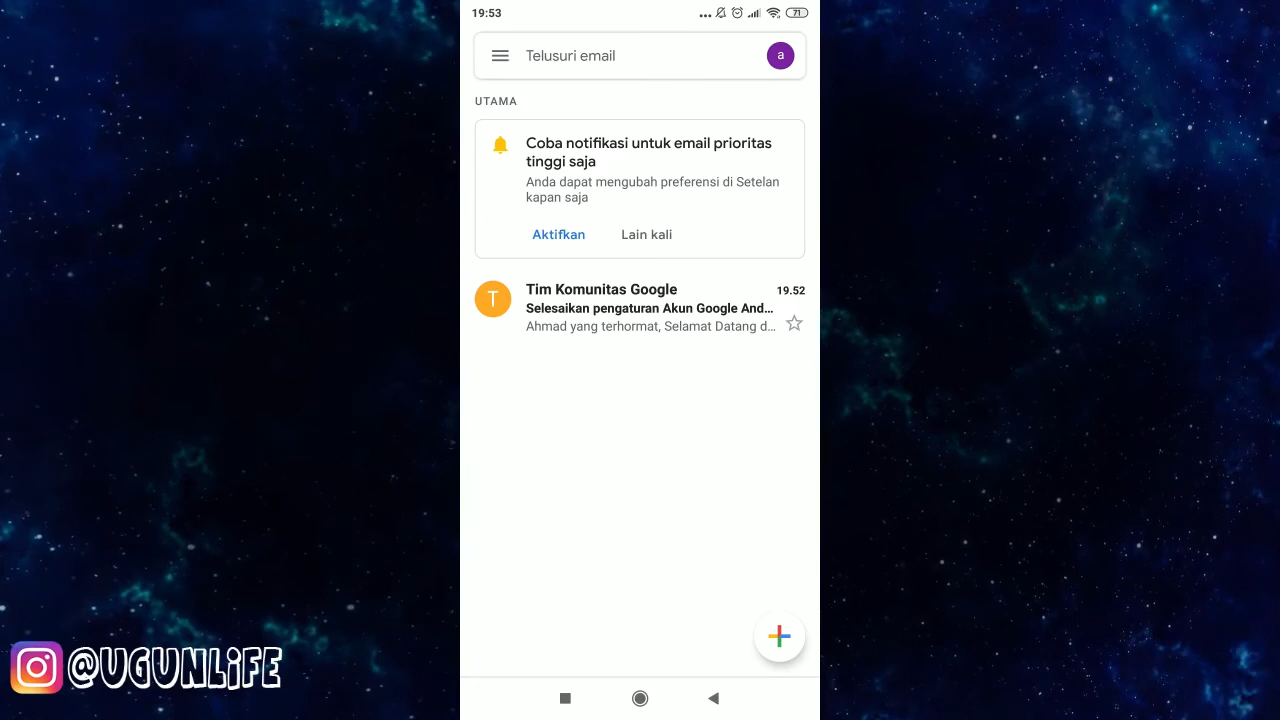 19:53
71
Telusuri email
a
UTAMA
Coba notifikasi untuk email prioritas
tinggi saja
Anda dapat mengubah preferensi di Setelan
kapan saja
Aktifkan Lain kali
T
Tim Komunitas Google 19.52
Selesaikan pengaturan Akun Google And...
Ahmad yang terhormat, Selamat Datang d...
@UGUNLiFE